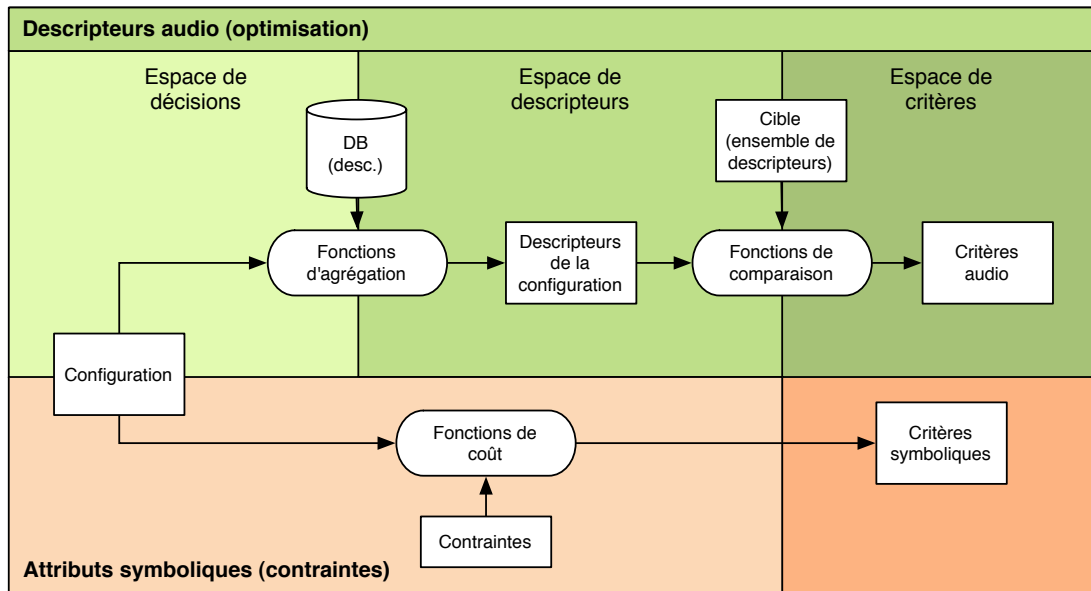 Descripteurs audio (optimisation)
Espace de
décisions
Espace de
descripteurs
Espace de
critères
DB
(desc.)
Cible
(ensemble de
descripteurs)
Fonctions
d'agrégation
Descripteurs
de la
configuration
Fonctions de
comparaison
Critères
audio
Configuration
Fonctions de
coût
Critères
symboliques
Contraintes
Attributs symboliques (contraintes)